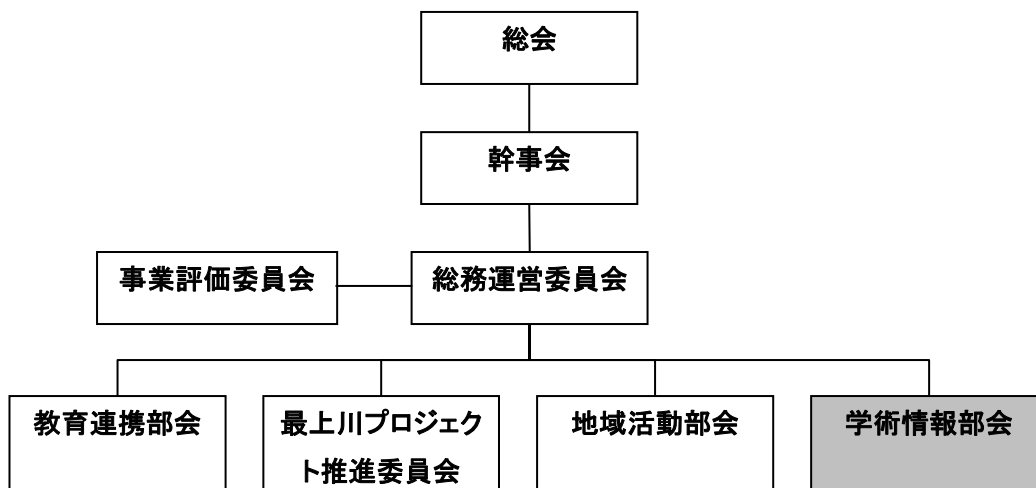 総会
幹事会
事業評価委員会
総務運営委員会
教育連携部会
最上川プロジェク
ト推進委員会
地域活動部会
学術情報部会